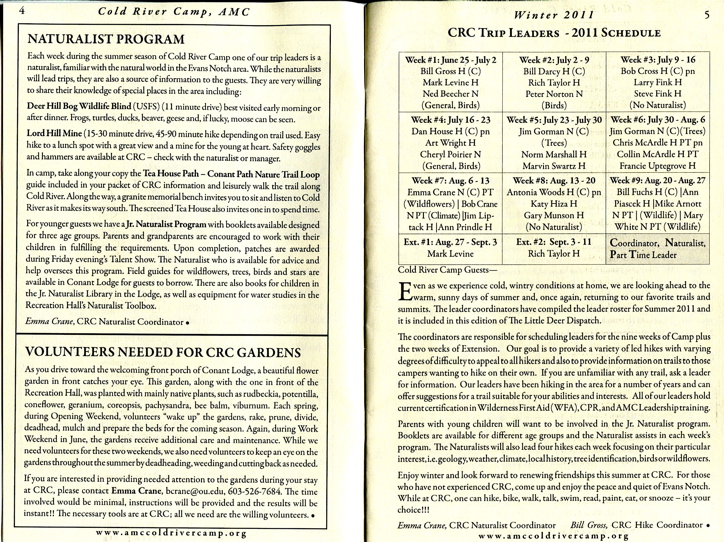 4
Cold River Camp, AMC
NATURALIST PROGRAM
Each week during the summer season of Cold River Camp one of our trip leaders is a
naturalist, familiar with the natural world in the Evans Notch area. While the naturalists
will lead trips, they are also a source of information to the guests. They are very willing
to share their knowledge of special places in the area including:
Deer Hill Bog Wildlife Blind (USFS) (11 minute drive) best visited early morning or
after dinner. Frogs, turtles, ducks, beaver, geese and, if lucky, moose can be seen.
Lord Hill Mine (15-30 minute drive, 45-90 minute hike depending on trail used. Easy
hike to a lunch spot with a great view and a mine for the young at heart. Safety goggles
and hammers are available at CRC – check with the naturalist or manager.
In camp, take along your copy the Tea House Path – Conant Path Nature Trail Loop
guide included in your packet of CRC information and leisurely walk the trail along
Cold River. Along the way, a granite memorial bench invites you to sit and listen to Cold
River as it makes its way south. The screened Tea House also invites one in to spend time.
For younger guests we have a Jr. Naturalist Program with booklets available designed
for three age groups. Parents and grandparents are encouraged to work with their
children in fulfilling the requirements. Upon completion, patches are awarded
during Friday evening's Talent Show. The Naturalist who is available for advice and
help oversees this program. Field guides for wildflowers, trees, birds and stars are
available in Conant Lodge for guests to borrow. There are also books for children in
the Jr. Naturalist Library in the Lodge, as well as equipment for water studies in the
Recreation Hall's Naturalist Toolbox.
Emma Crane, CRC Naturalist Coordinator •
VOLUNTEERS NEEDED FOR CRC GARDENS
As you drive toward the welcoming front porch of Conant Lodge, a beautiful flower
garden in front catches your eye. This garden, along with the one in front of the
Recreation Hall, was planted with mainly native plants, such as rudbeckia, potentilla,
coneflower, geranium, coreopsis, pachysandra, bee balm, viburnum. Each spring,
during Opening Weekend, volunteers "wake up" the gardens, rake, prune, divide,
deadhead, mulch and prepare the beds for the coming season. Again, during Work
Weekend in June, the gardens receive additional care and maintenance. While we
need volunteers for these two weekends, we also need volunteers to keep an eye on the
gardens throughout the summer by deadheading, weeding and cutting back as needed.
If you are interested in providing needed attention to the gardens during your stay
at CRC, please contact Emma Crane, bcrane@ou.edu, 603-526-7684. The time
involved would be minimal, instructions will be provided and the results will be
instant!! The necessary tools are at CRC; all we need are the willing volunteers. •
www.amccoldrivercamp.org
Winter 2011
5
CRC TRIP LEADERS - 2011 SCHEDULE
Week #1: June 25 - July 2
Bill Gross H (C)
Mark Levine H
Ned Beecher N
(General, Birds)
Week #2: July 2 - 9
Bill Darcy H (C)
Rich Taylor H
Peter Norton N
(Birds)
Week #3: July 9 - 16
Bob Cross H (C) pn
Larry Fink H
Steve Fink H
(No Naturalist)
Week #4: July 16 - 23
Dan House H (C) pn
Art Wright H
Cheryl Poirier N
(General, Birds)
Week #5: July 23 - July 30
Jim Gorman N (C)
(Trees)
Norm Marshall H
Marvin Swartz H
Week #6: July 30 - Aug. 6
Jim Gorman N (C)(Trees)
Chris McArdle H PT pn
Collin McArdle H PT
Francie Uptegrove H
Week #7: Aug. 6 - 13
Emma Crane N (C) PT
(Wildflowers) | Bob Crane
N PT (Climate) |Jim Lip-
tack H |Ann Prindle H
Week #8: Aug. 13 - 20
Antonia Woods H (C) pn
Katy Hiza H
Gary Munson H
(No Naturalist)
Week #9: Aug. 20 - Aug. 27
Bill Fuchs H (C) |Ann
Piascek H |Mike Arnott
N PT | (Wildlife) | Mary
White N PT (Wildlife)
Ext. #1: Aug. 27 - Sept. 3
Mark Levine
Ext. #2: Sept. 3 - 11
Rich Taylor H
Coordinator, Naturalist,
Part Time Leader
Cold River Camp Guests—
Even as we experience cold, wintry conditions at home, we are looking ahead to the
warm, sunny days of summer and, once again, returning to our favorite trails and
summits. The leader coordinators have compiled the leader roster for Summer 2011 and
it is included in this edition of The Little Deer Dispatch.
The coordinators are responsible for scheduling leaders for the nine weeks of Camp plus
the two weeks of Extension. Our goal is to provide a variety of led hikes with varying
degrees of difficulty to appeal to all hikers and also to provide information on trails to those
campers wanting to hike on their own. If you are unfamiliar with any trail, ask a leader
for information. Our leaders have been hiking in the area for a number of years and can
offer suggestions for a trail suitable for your abilities and interests. All of our leaders hold
current certification in Wilderness First Aid (WFA), CPR, and AMC Leadership training.
Parents with young children will want to be involved in the Jr. Naturalist program.
Booklets are available for different age groups and the Naturalist assists in each week's
program. The Naturalists will also lead four hikes each week focusing on their particular
interest, i.e. geology, weather, climate, local history, tree identification, birds or wildflowers.
Enjoy winter and look forward to renewing friendships this summer at CRC. For those
who have not experienced CRC, come up and enjoy the peace and quiet of Evans Notch.
While at CRC, one can hike, bike, walk, talk, swim, read, paint, eat, or snooze – it's your
choice!!!
Emma Crane, CRC Naturalist Coordinator Bill Gross, CRC Hike Coordinator •
www.amccoldrivercamp.org